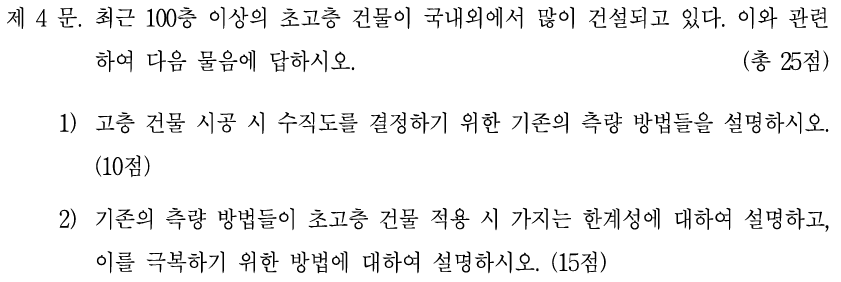 제 4 문. 최근 100층 이상의 초고층 건물이 국내외에서 많이 건설되고 있다. 이와 관련
하여 다음 물음에 답하시오. (총 25점)
1) 고층 건물 시공 시 수직도를 결정하기 위한 기존의 측량 방법들을 설명하시오.
(10점)
2) 기존의 측량 방법들이 초고층 건물 적용 시 가지는 한계성에 대하여 설명하고,
이를 극복하기 위한 방법에 대하여 설명하시오. (15점)